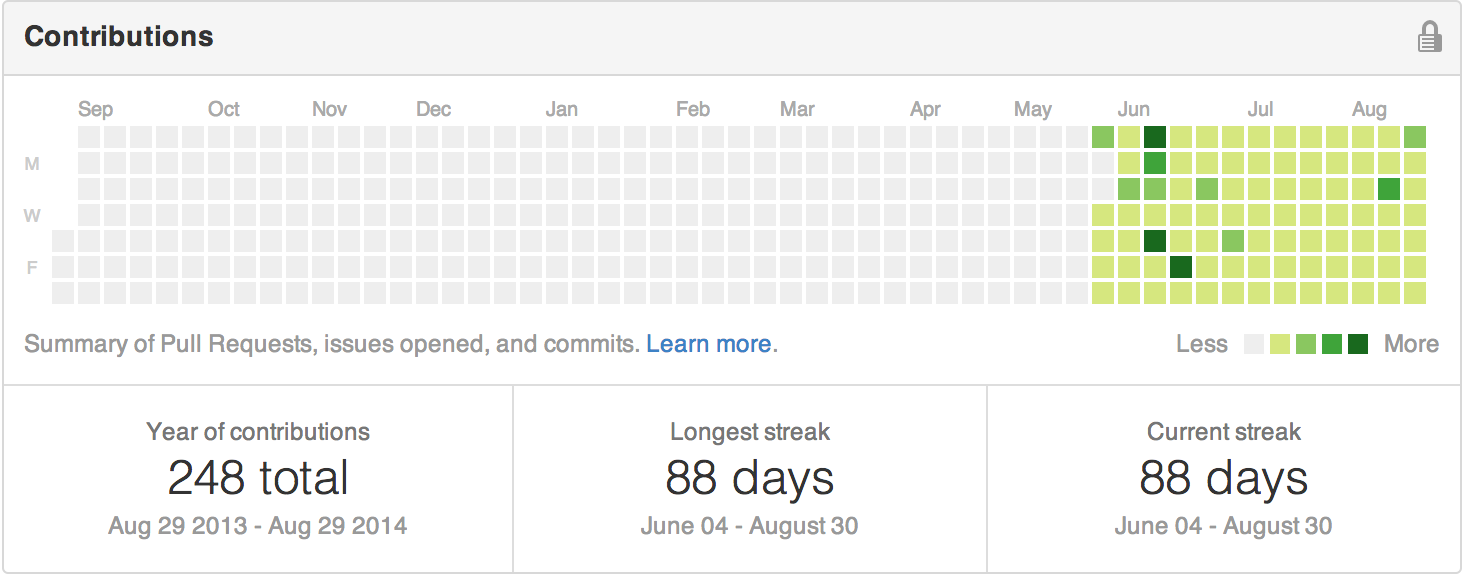 Contributions
Sep Oct Nov Dec Jan Feb Mar Apr May Jun Jul Aug
M
W
F
Summary of Pull Requests, issues opened, and commits. Learn more.
Less More
Year of contributions
248 total
Aug 29 2013 - Aug 29 2014
Longest streak
88 days
June 04 - August 30
Current streak
88 days
June 04 - August 30